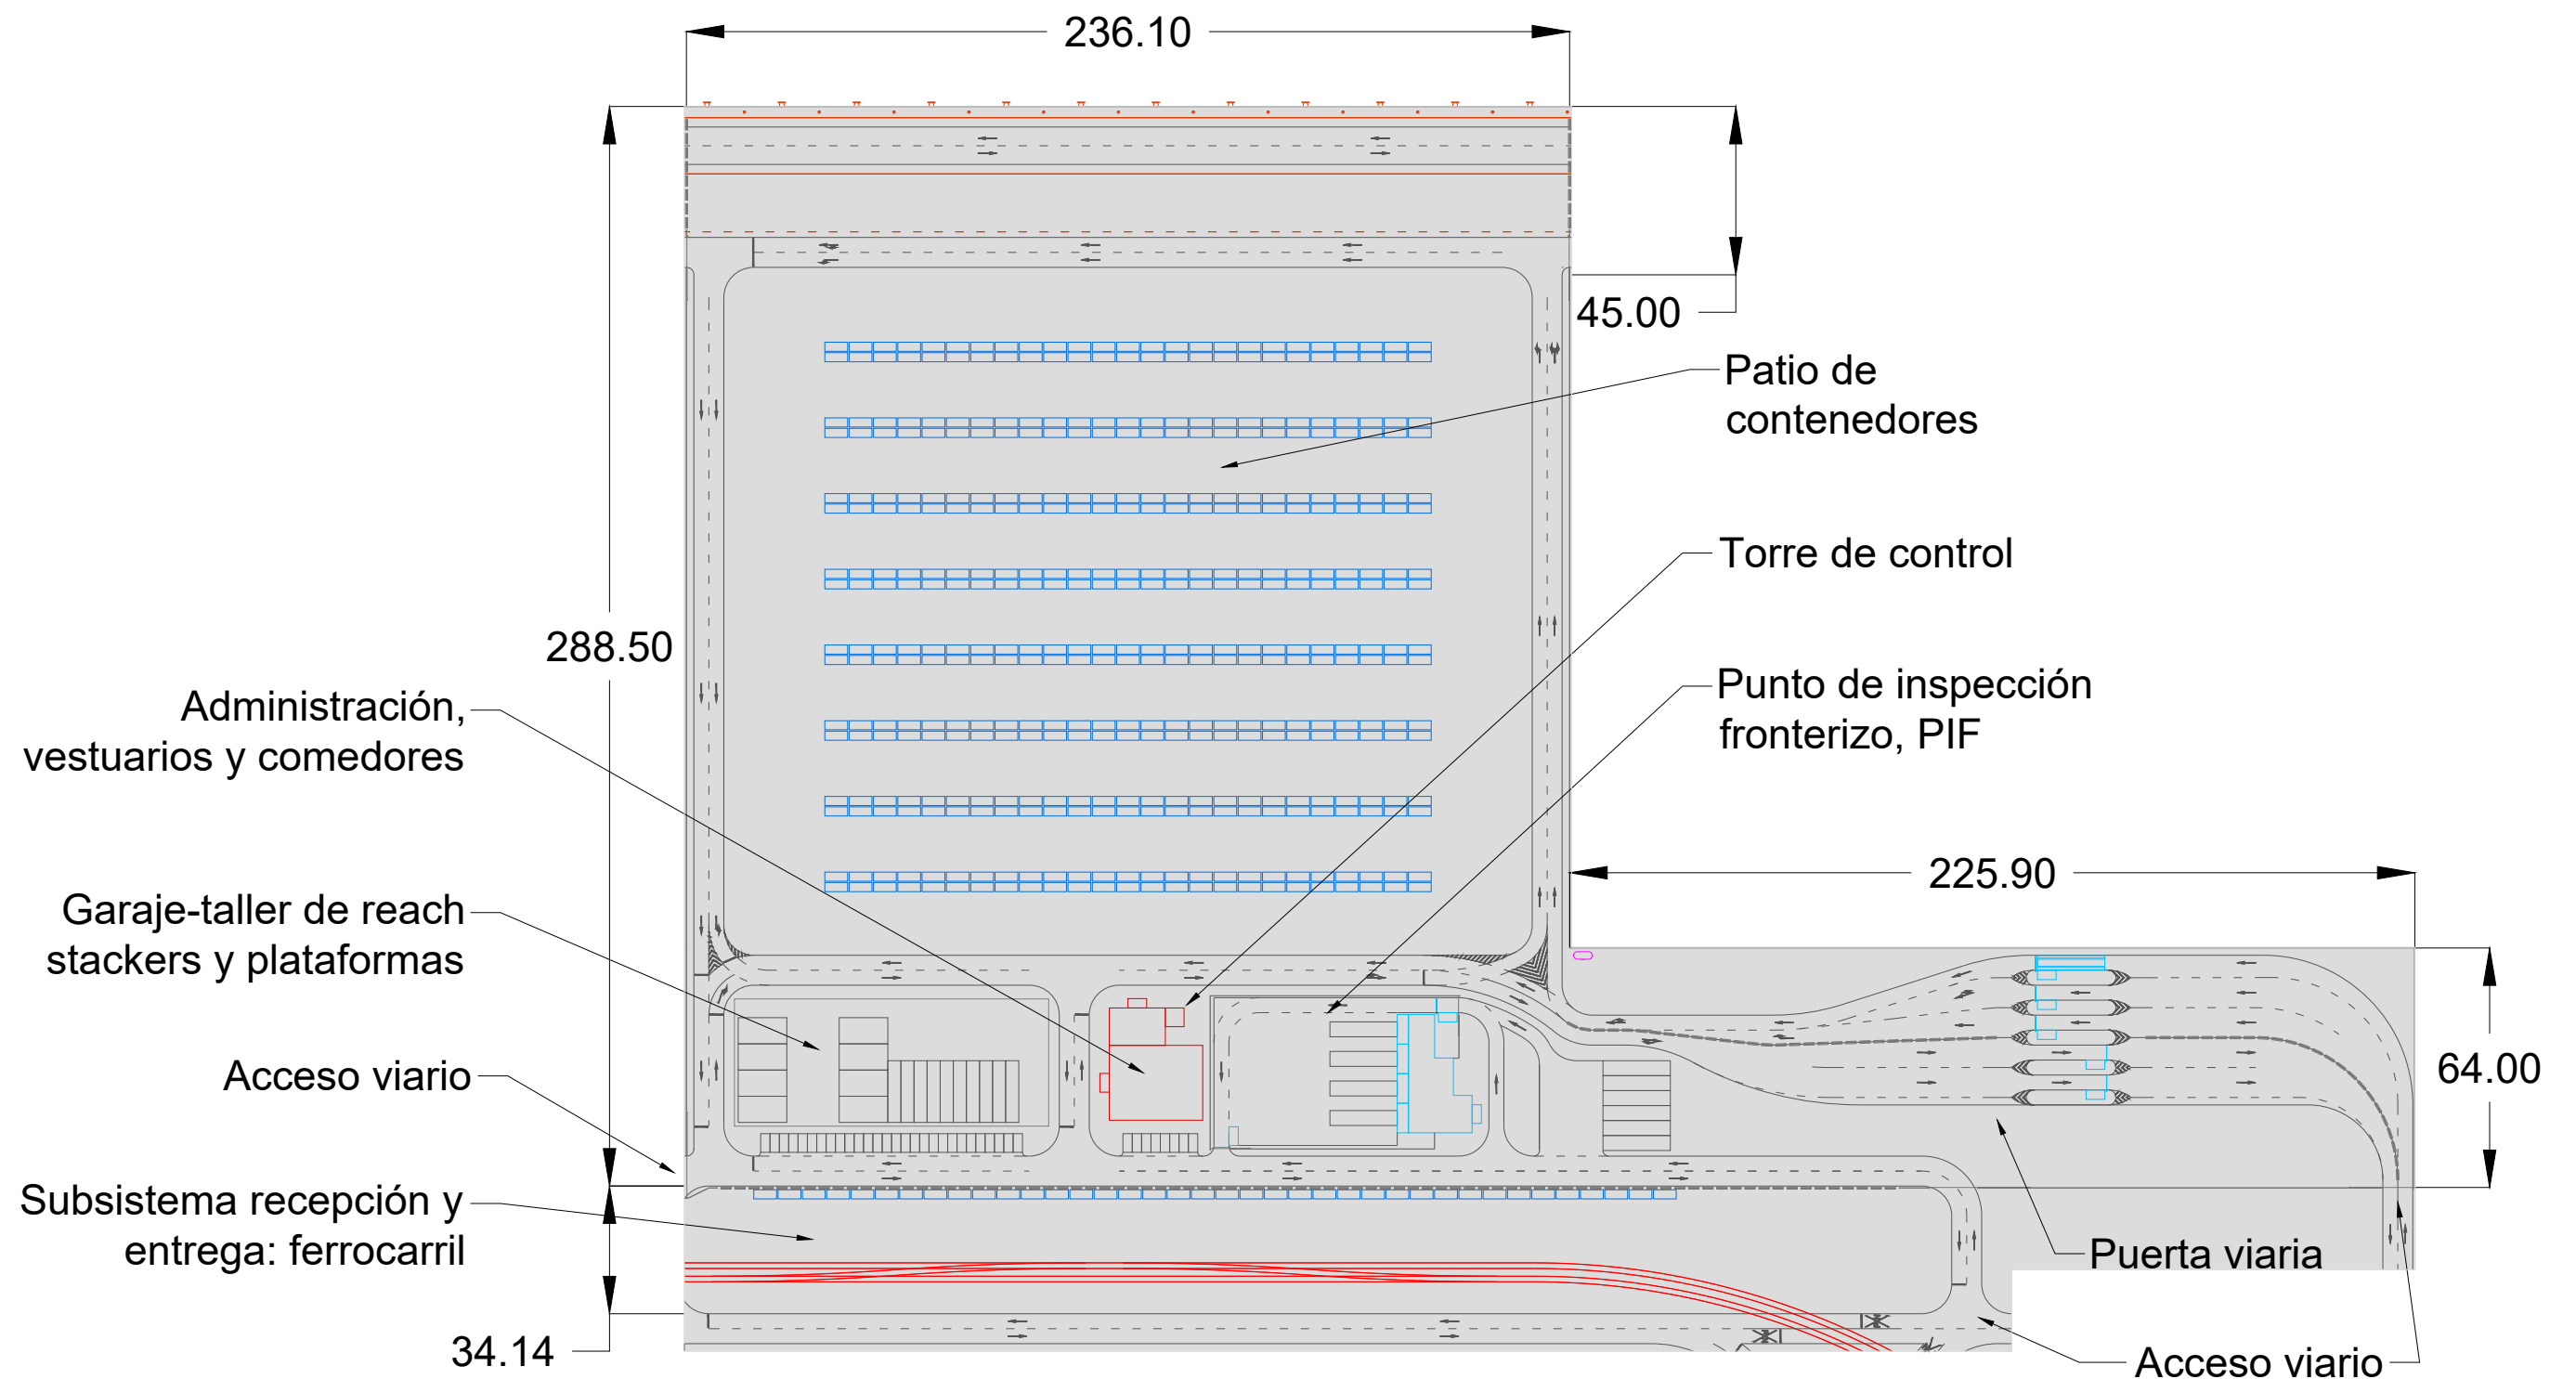 236.10
45.00
Patio de
contenedores
Torre de control
288.50
Punto de inspección
fronterizo, PIF
Administración,
vestuarios y comedores
225.90
Garaje-taller de reach
stackers y plataformas
64.00
Acceso viario
Subsistema recepción y
entrega: ferrocarril
Puerta viaria
34.14
Acceso viario